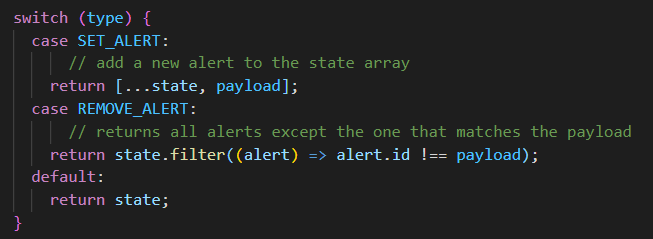 switch (type) {
case SET_ALERT:
// add a new alert to the state array
return [...state, payload];
case REMOVE_ALERT:
// returns all alerts except the one that matches the payload
return state.filter((alert) => alert.id !== payload);
default:
return state;
}